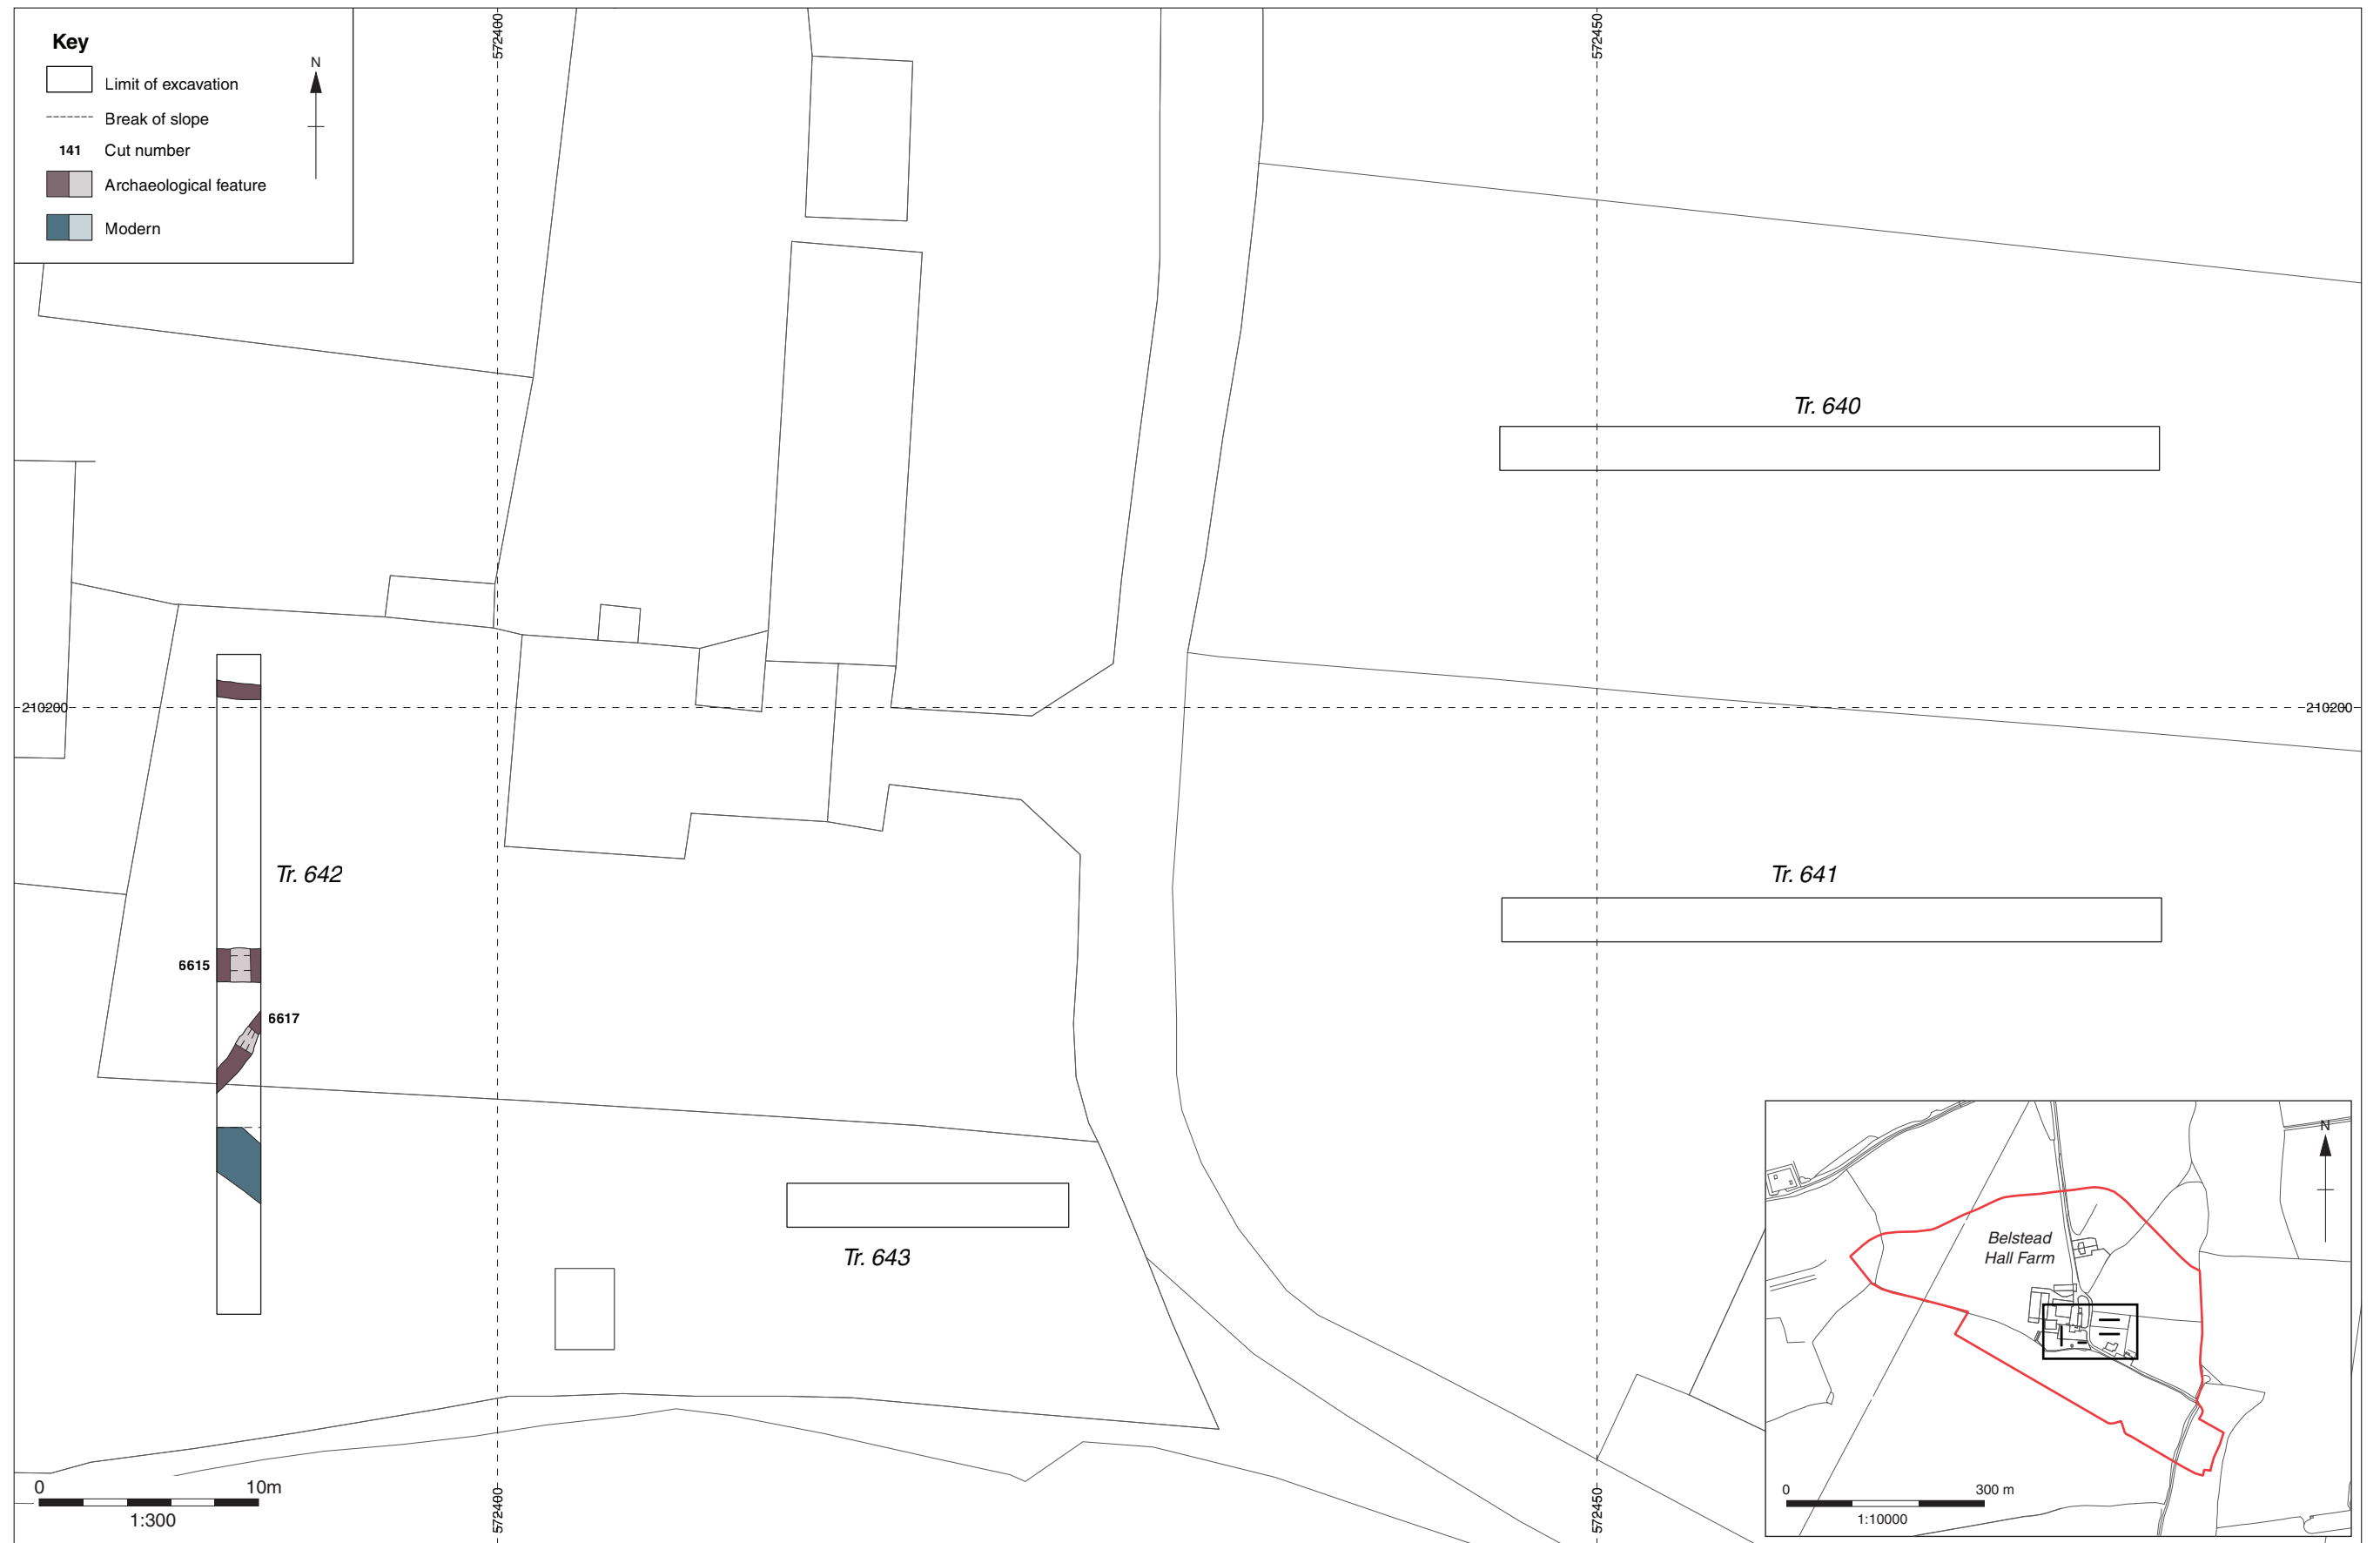 Key
Limit of excavation
Break of slope
141 Cut number
Archaeological feature
Modern
N
572400
572450
Tr. 640
210200
210200
Tr. 642
Tr. 641
6615
6617
Tr. 643
N
Belstead
Hall Farm
0 300 m
1:10000
0 10m
1:300
572400
572450